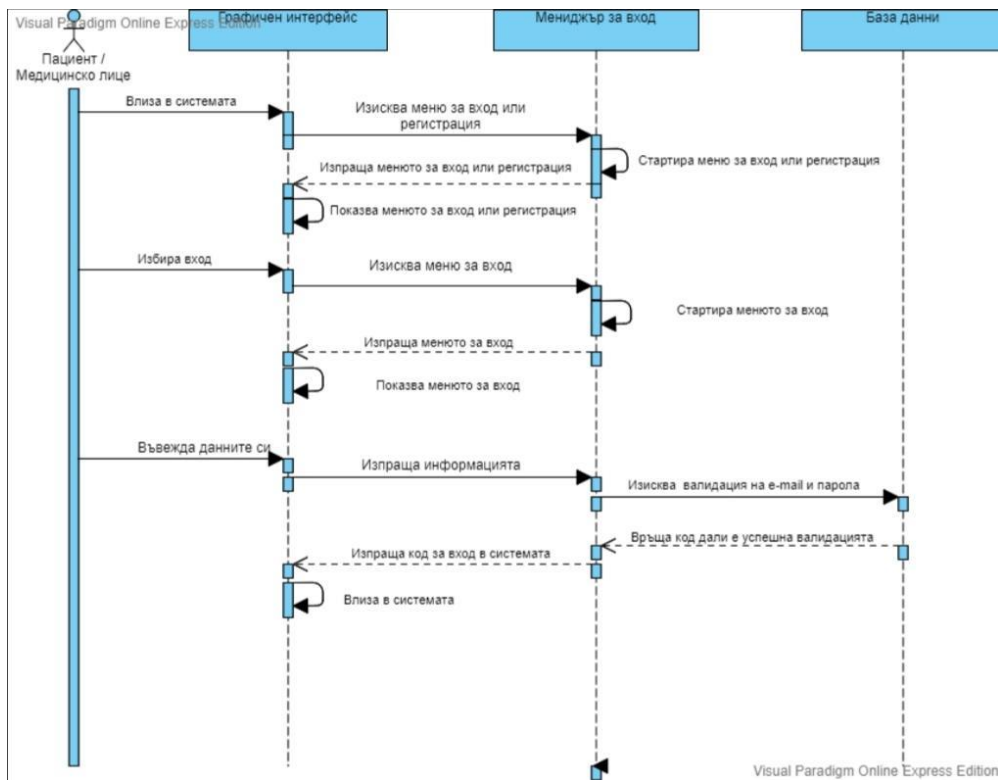 Visual Paradigm Online Express Edition
Графичен интерфейс
Мениджър за вход
База данни
Пациент /
Медицинско лице
Влиза в системата
Изисква меню за вход или
регистрация
Стартира меню за вход или регистрация
Изпраща менюто за вход или регистрация
Показва менюто за вход или регистрация
Избира вход
Изисква меню за вход
Стартира менюто за вход
Изпраща менюто за вход
Показва менюто за вход
Въвежда данните си
Изпраща информацията
Изисква валидация на e-mail и парола
Връща код дали е успешна валидацията
Изпраща код за вход в системата
Влиза в системата
Visual Paradigm Online Express Edition